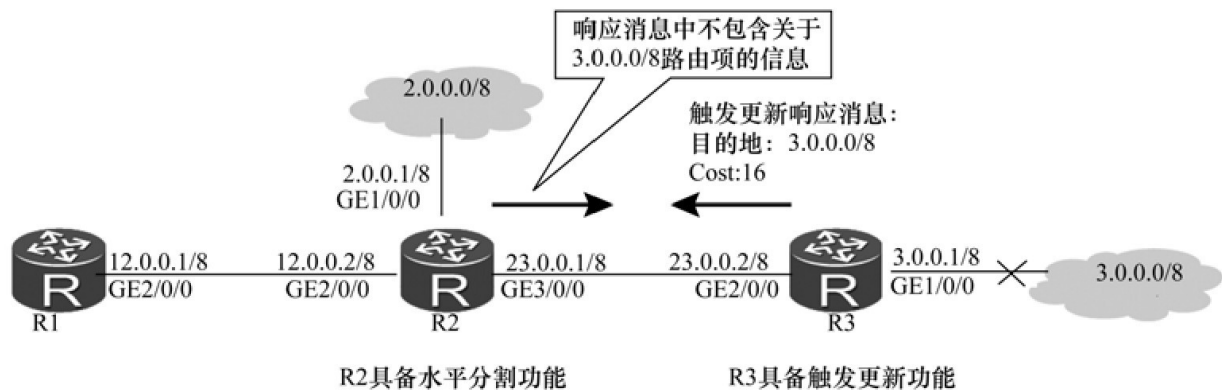 响应消息中不包含关于
3.0.0.0/8路由项的信息
2.0.0.0/8
触发更新响应消息：
目的地：3.0.0.0/8
Cost:16
2.0.0.1/8
GE1/0/0
12.0.0.1/8
GE2/0/0
12.0.0.2/8
GE2/0/0
23.0.0.1/8
GE3/0/0
23.0.0.2/8
GE2/0/0
3.0.0.1/8
GE1/0/0
3.0.0.0/8
R
R
R
R1
R2
R3
R2具备水平分割功能
R3具备触发更新功能